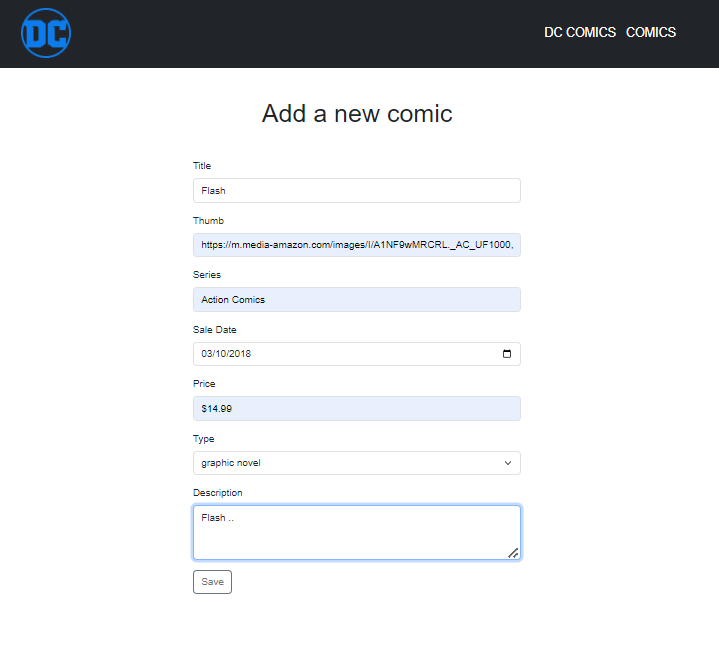 DC
DC COMICS COMICS
Add a new comic
Title
Flash
Thumb
https://m.media-amazon.com/images/I/A1NF9wMRCRL._AC_UF1000,
Series
Action Comics
Sale Date
03/10/2018
Price
$14.99
Type
graphic novel
Description
Flash ..
Save